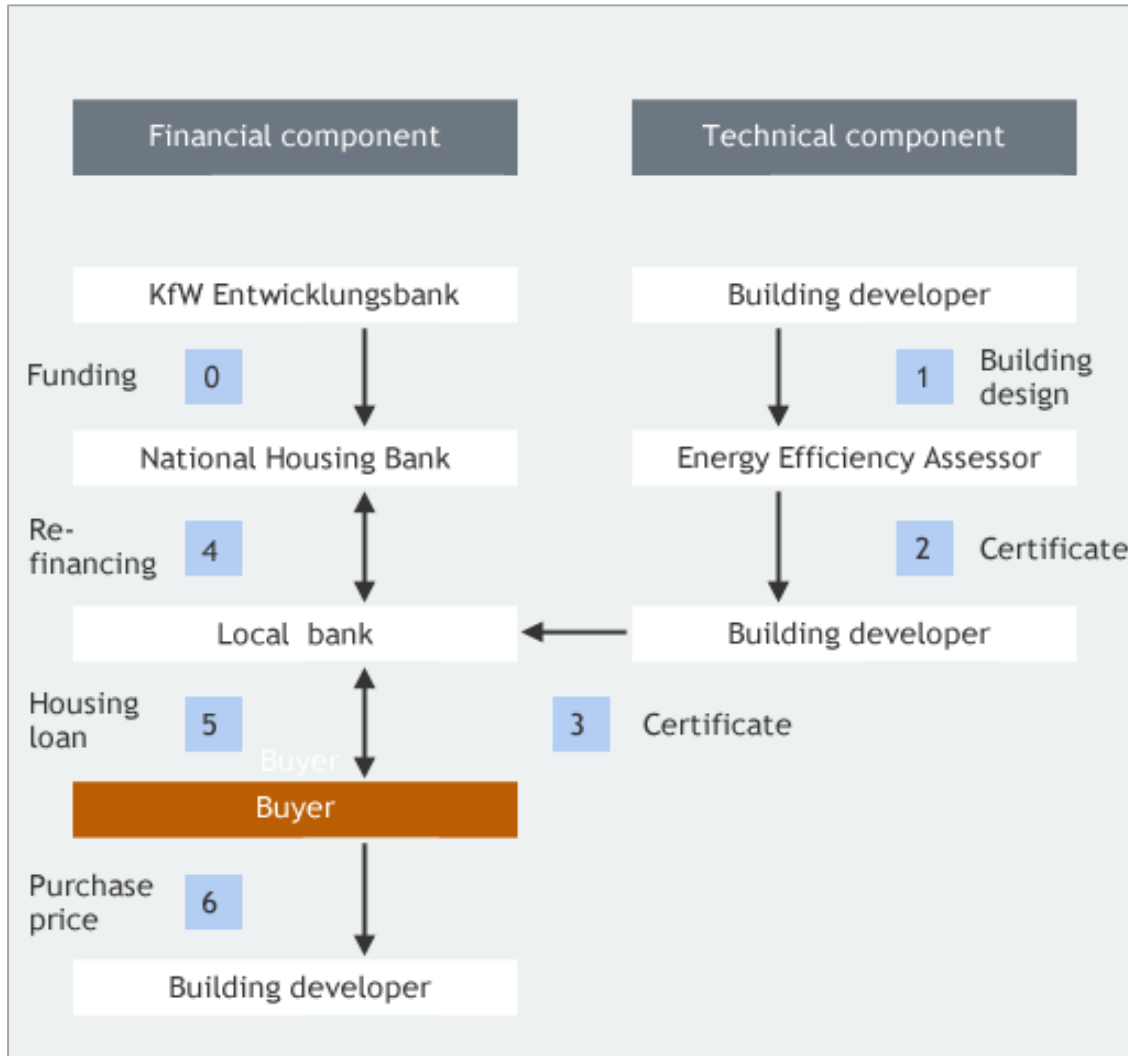 Financial component
Technical component
KfW Entwicklungsbank
Building developer
Funding
0
1
Building
design
National Housing Bank
Energy Efficiency Assessor
Re-
financing
4
2
Certificate
Local bank
Building developer
Housing
loan
5
3
Certificate
Buyer
Buyer
Purchase
price
6
Building developer